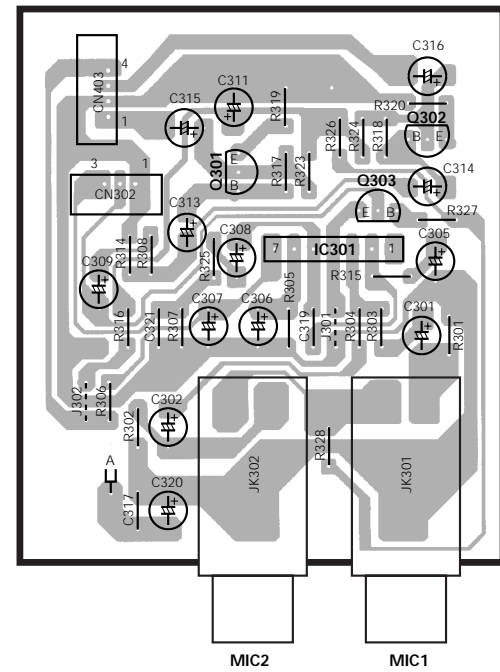 C316
4
CN403
C311
R319
R320
C315
1
Q302
B E
R326
R324
R318
3
1
Q301
E
B
R317
R323
C314
CN302
Q303
E B
R327
C313
C308
7
IC301
1
C305
R314
R308
R325
C309
R315
R305
C307
C306
C301
R316
C321
R307
C319
J301
R304
R303
R301
J302
R306
C302
R302
R328
A
JK302
JK301
C320
C317
MIC2
MIC1